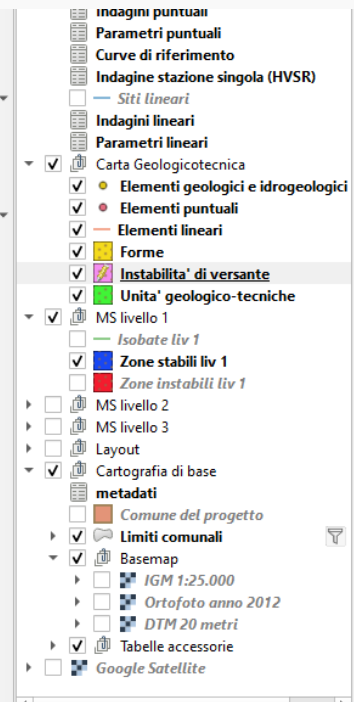 Indagini puntuali
Parametri puntuali
Curve di riferimento
Indagine stazione singola (HVSR)
Siti lineari
Indagini lineari
Parametri lineari
Carta Geologicotecnica
Elementi geologici e idrogeologici
Elementi puntuali
Elementi lineari
Forme
Instabilita' di versante
Unita' geologico-tecniche
MS livello 1
Isobate liv 1
Zone stabili liv 1
Zone instabili liv 1
MS livello 2
MS livello 3
Layout
Cartografia di base
metadati
Comune del progetto
Limiti comunali
Basemap
IGM 1:25.000
Ortofoto anno 2012
DTM 20 metri
Tabelle accessorie
Google Satellite